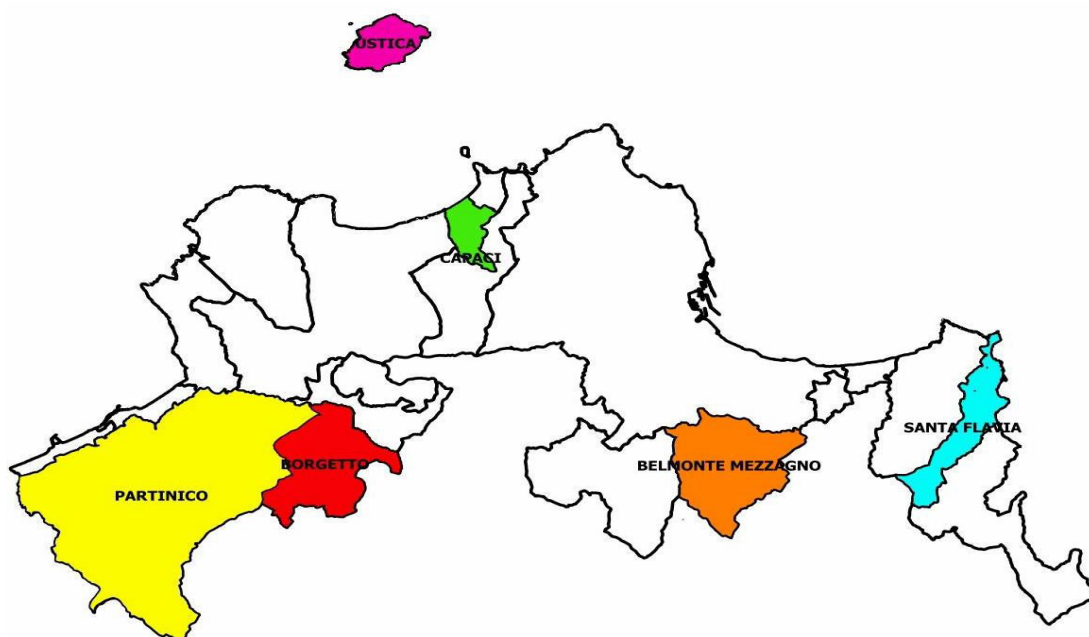 USTICA
CAPACI
SANTA FLAVIA
BORGETTO
BELMONTE MEZZAGNO
PARTINICO